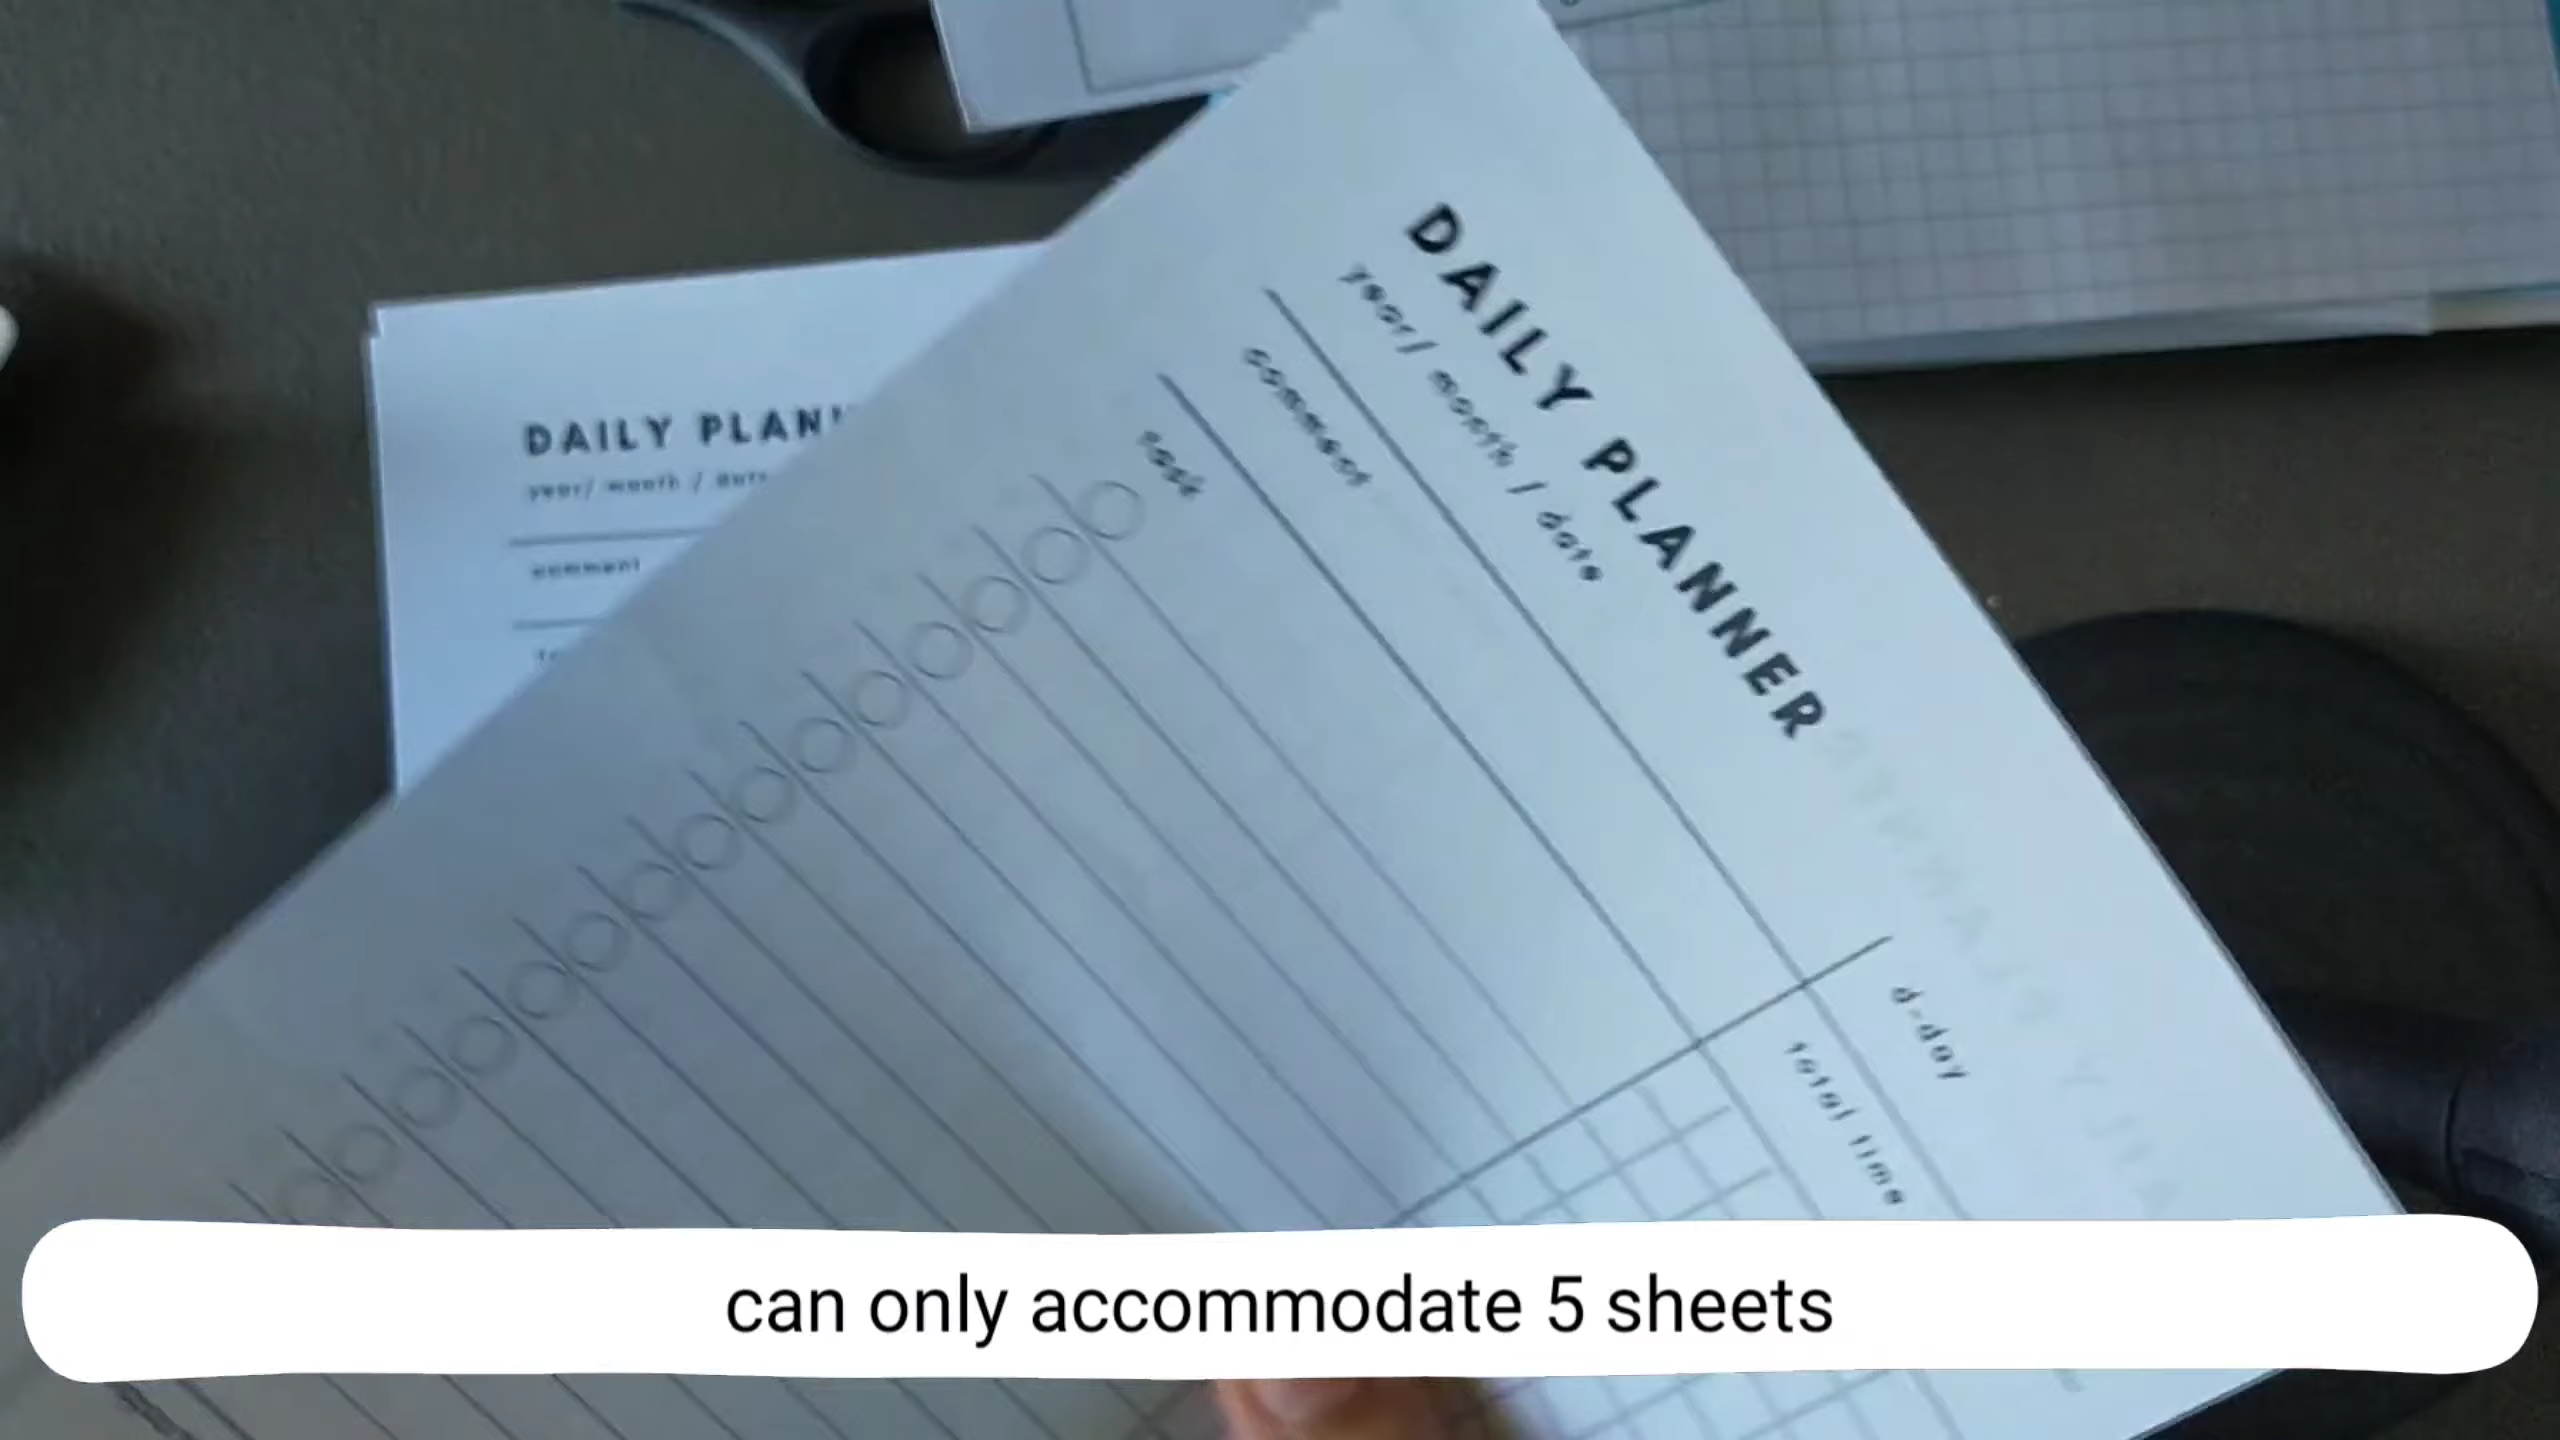 DAILY PLANNER
year/ month / date
comment
task
d-day
total time
DAILY PLAN
year/ month / date
comment
can only accommodate 5 sheets